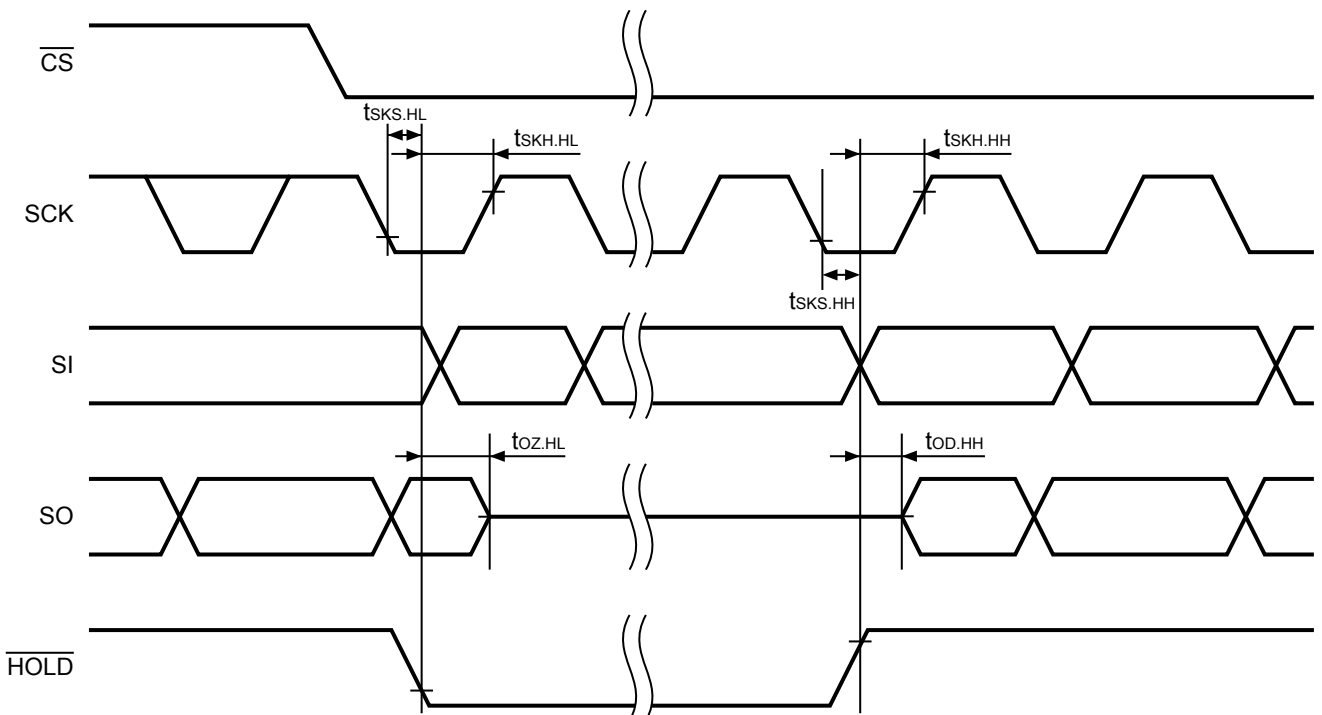 CS
tSKS.HL
tSKH.HL
tSKH.HH
SCK
tSKS.HH
SI
tOZ.HL
tOD.HH
SO
HOLD